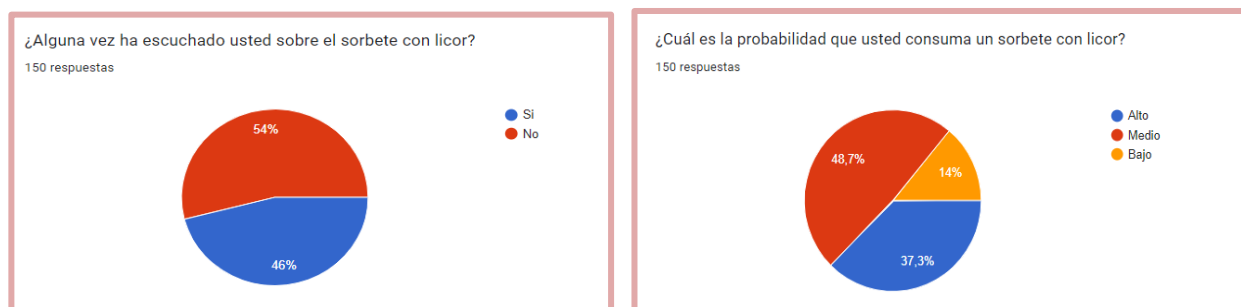 ¿Alguna vez ha escuchado usted sobre el sorbete con licor?
150 respuestas
Si
No
54%
46%
¿Cuál es la probabilidad que usted consuma un sorbete con licor?
150 respuestas
Alto
Medio
Bajo
48,7%
14%
37,3%